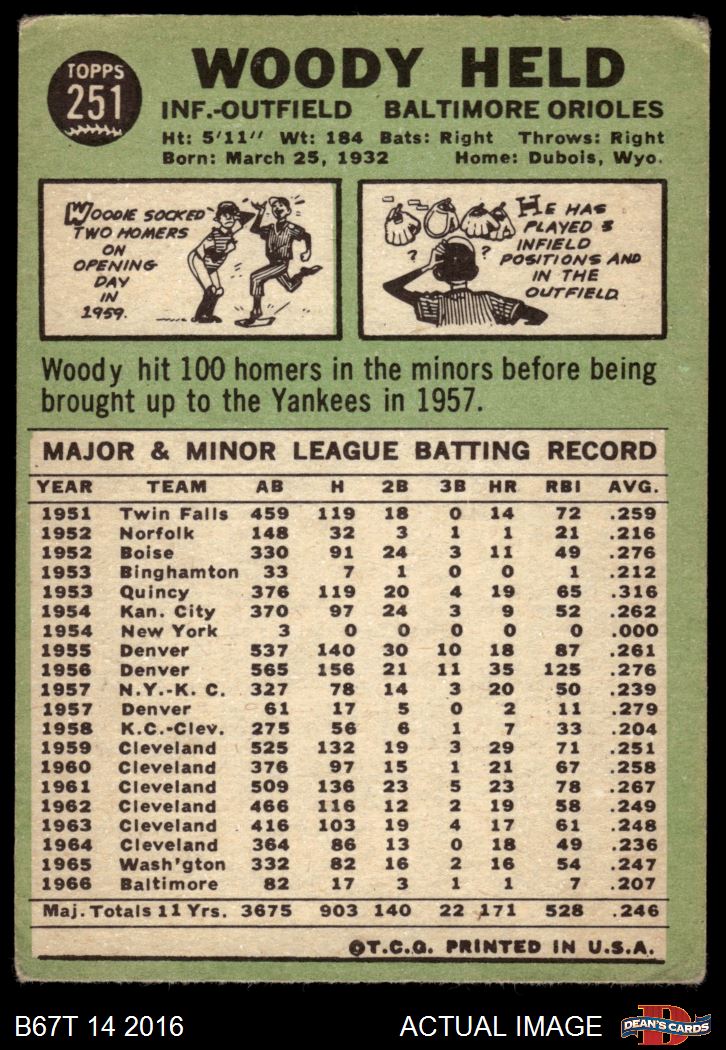 TOPPS
251
WOODY HELD
INF.-OUTFIELD BALTIMORE ORIOLES
Ht: 5'11" Wt: 184 Bats: Right Throws: Right
Born: March 25, 1932 Home: Dubois, Wyo.
WOODIE SOCKED
TWO HOMERS
ON
OPENING
DAY
IN
1959.
HE HAS
PLAYED 3
INFIELD
POSITIONS AND
IN THE
OUTFIELD
? ?
Woody hit 100 homers in the minors before being
brought up to the Yankees in 1957.
MAJOR & MINOR LEAGUE BATTING RECORD
YEAR TEAM AB H 2B 3B HR RBI AVG.
1951 Twin Falls 459 119 18 0 14 72 .259
1952 Norfolk 148 32 3 1 1 21 .216
1952 Boise 330 91 24 3 11 49 .276
1953 Binghamton 33 7 1 0 0 1 .212
1953 Quincy 376 119 20 4 19 65 .316
1954 Kan. City 370 97 24 3 9 52 .262
1954 New York 3 0 0 0 0 0 .000
1955 Denver 537 140 30 10 18 87 .261
1956 Denver 565 156 21 11 35 125 .276
1957 N.Y.-K. C. 327 78 14 3 20 50 .239
1957 Denver 61 17 5 0 2 11 .279
1958 K.C.-Clev. 275 56 6 1 7 33 .204
1959 Cleveland 525 132 19 3 29 71 .251
1960 Cleveland 376 97 15 1 21 67 .258
1961 Cleveland 509 136 23 5 23 78 .267
1962 Cleveland 466 116 12 2 19 58 .249
1963 Cleveland 416 103 19 4 17 61 .248
1964 Cleveland 364 86 13 0 18 49 .236
1965 Wash'gton 332 82 16 2 16 54 .247
1966 Baltimore 82 17 3 1 1 7 .207
Maj. Totals 11 Yrs. 3675 903 140 22 171 528 .246
©T.C.G. PRINTED IN U.S.A.
B67T 14 2016 ACTUAL IMAGE
D
DEAN'S CARDS